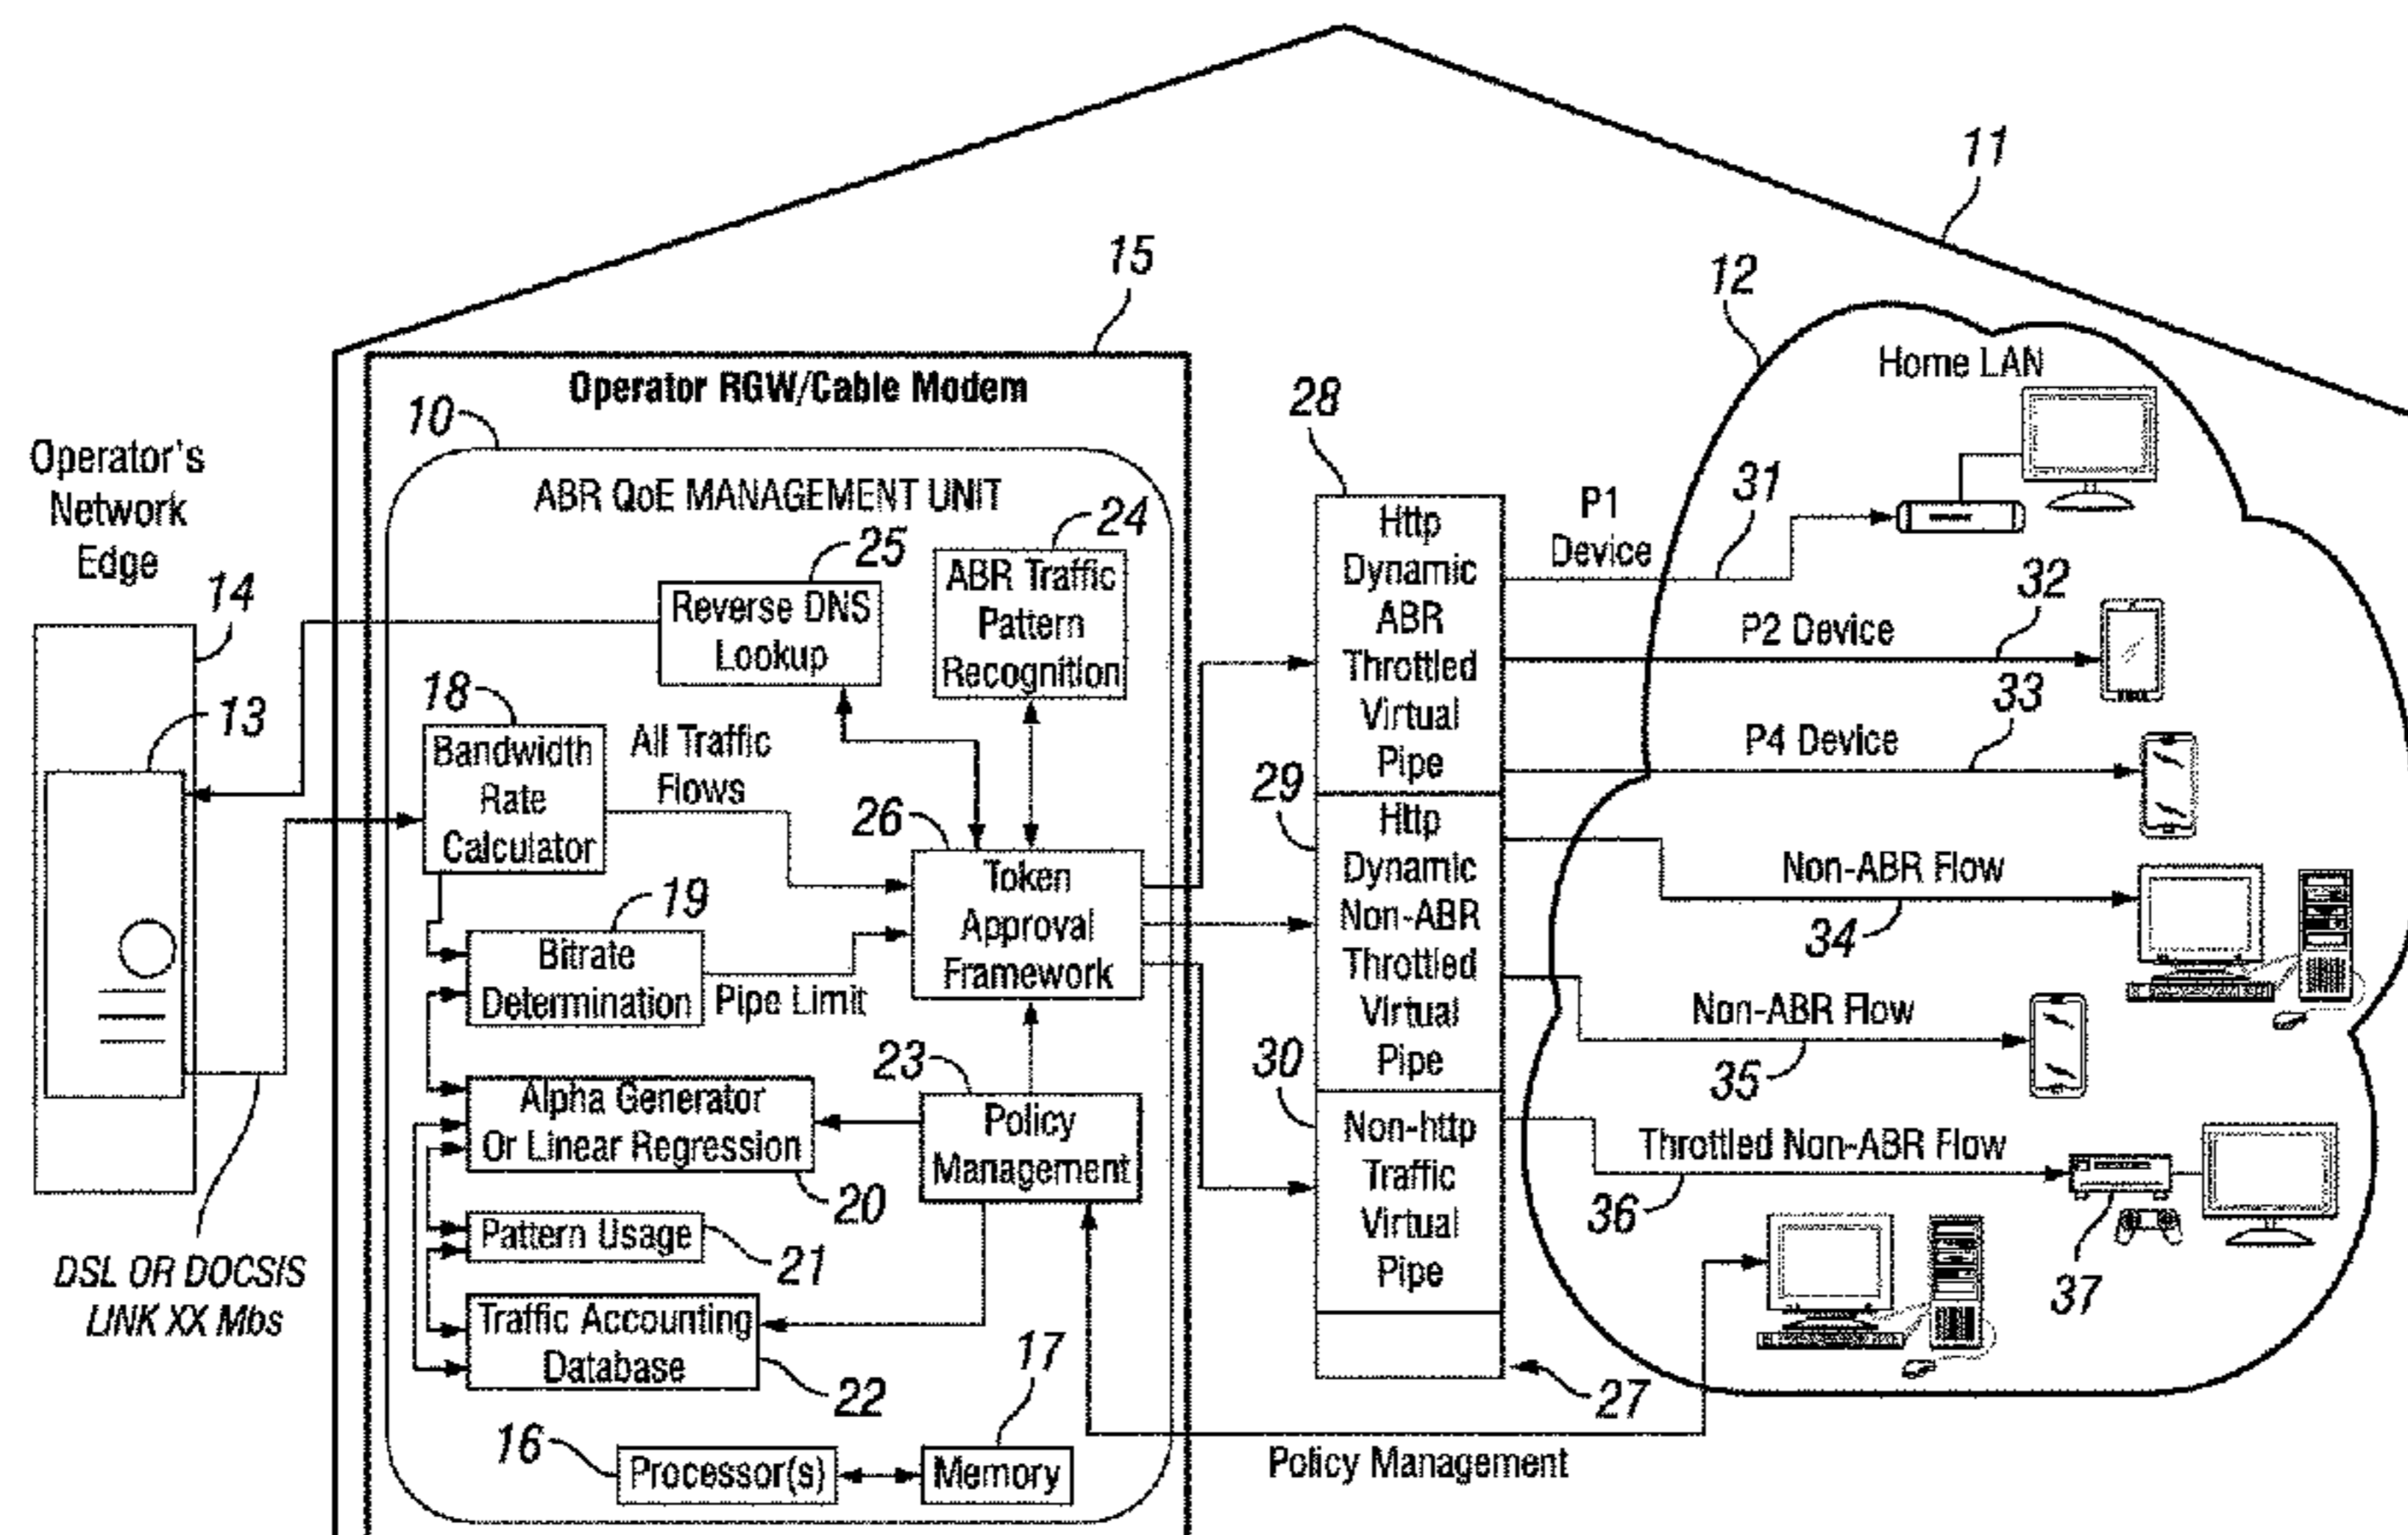 11
15
12
Home LAN
Operator RGW/Cable Modem
10
28
Operator's
Network
Edge
ABR QoE MANAGEMENT UNIT
24
25
ABR Traffic
Pattern
Recognition
Reverse DNS
Lookup
14
13
18
Bandwidth
Rate
Calculator
All Traffic
Flows
26
Token
Approval
Framework
19
Bitrate
Determination
Pipe Limit
23
Alpha Generator
Or Linear Regression
20
Policy
Management
Pattern Usage
21
Traffic Accounting
Database
22
17
16
Processor(s)
Memory
DSL OR DOCSIS
LINK XX Mbs
Http
Dynamic
ABR
Throttled
Virtual
Pipe
29
Http
Dynamic
Non-ABR
Throttled
Virtual
Pipe
30
Non-http
Traffic
Virtual
Pipe
27
P1
Device
31
P2 Device
32
33
P4 Device
Non-ABR Flow
34
Non-ABR Flow
35
Throttled Non-ABR Flow
36
37
Policy Management